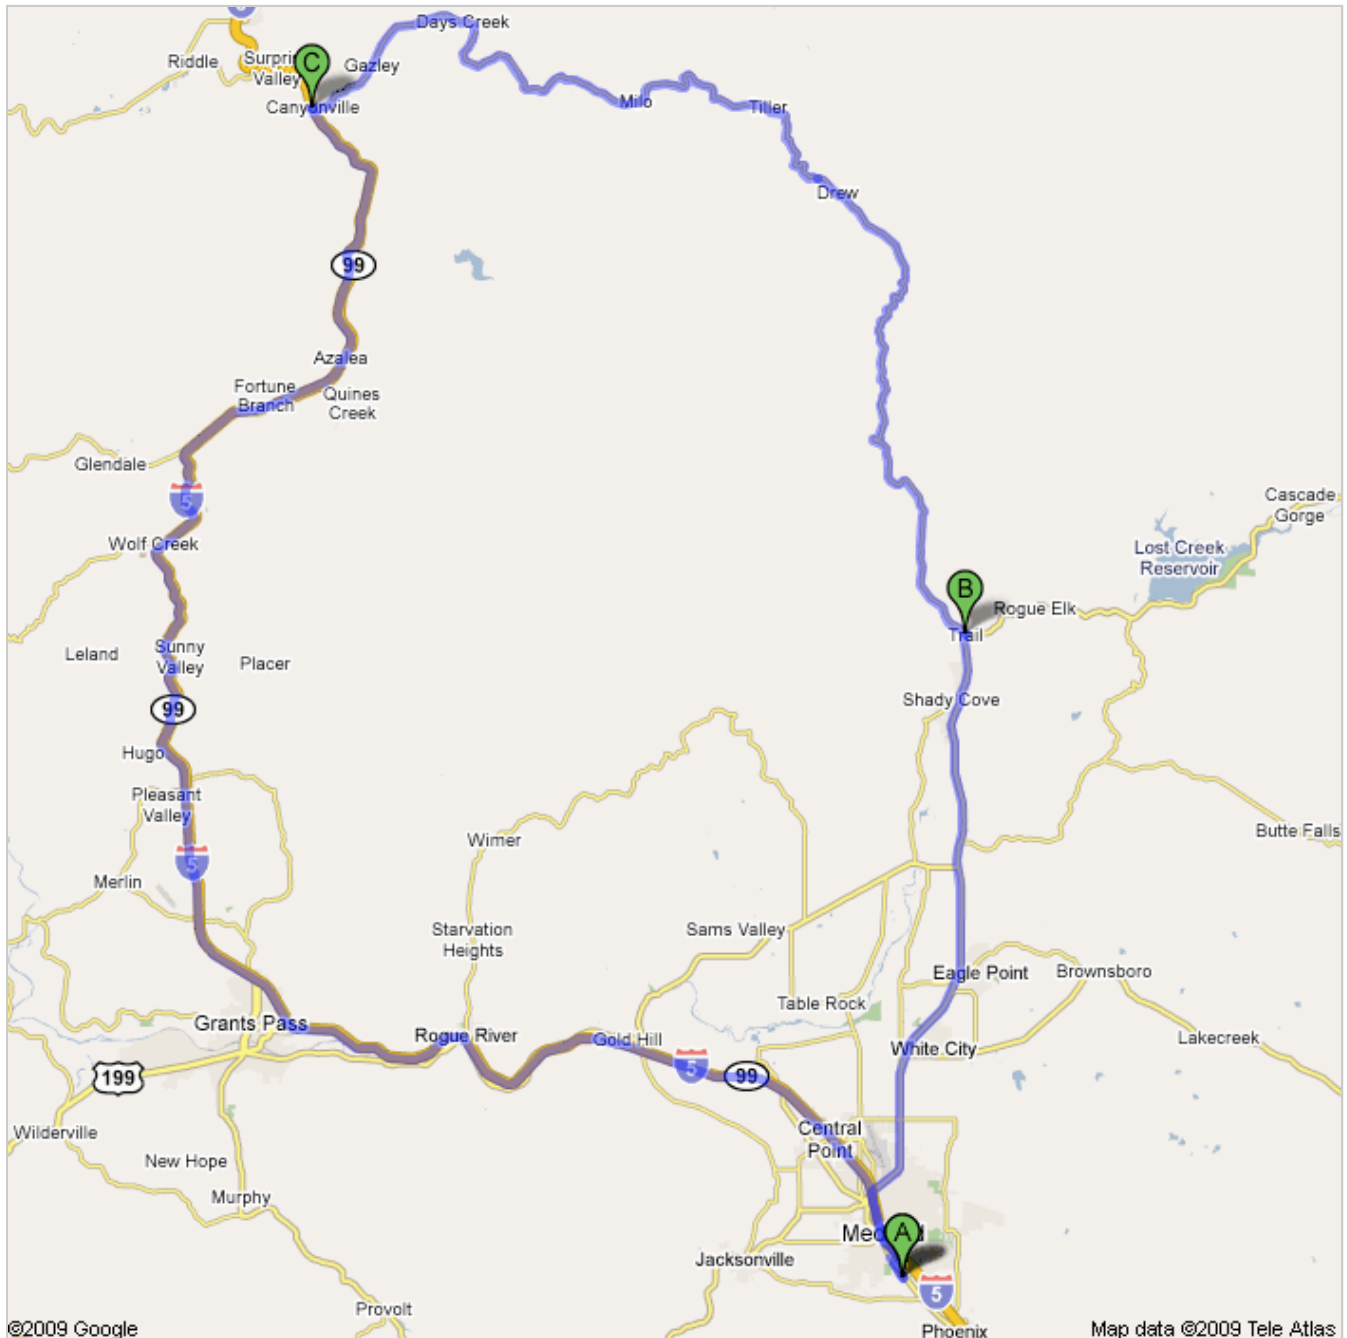 5
Days Creek
Riddle
Surpri
Valley
C
Gazley
Canyonville
Milo
Tiller
Drew
99
Azalea
Fortune
Branch
Quines
Creek
Glendale
5
Cascade
Gorge
Wolf Creek
Lost Creek
Reservoir
B
Rogue Elk
Trail
Leland
Sunny
Valley
Placer
Shady Cove
99
Hugo
Pleasant
Valley
Wimer
Butte Falls
5
Merlin
Starvation
Heights
Sams Valley
Eagle Point
Brownsboro
Table Rock
Grants Pass
Rogue River
Gold Hill
White City
Lakecreek
5
99
199
Wilderville
Central
Point
New Hope
Murphy
Med
d
A
Jacksonville
5
Provolt
©2009 Google
Phoenix
Map data ©2009 Tele Atlas